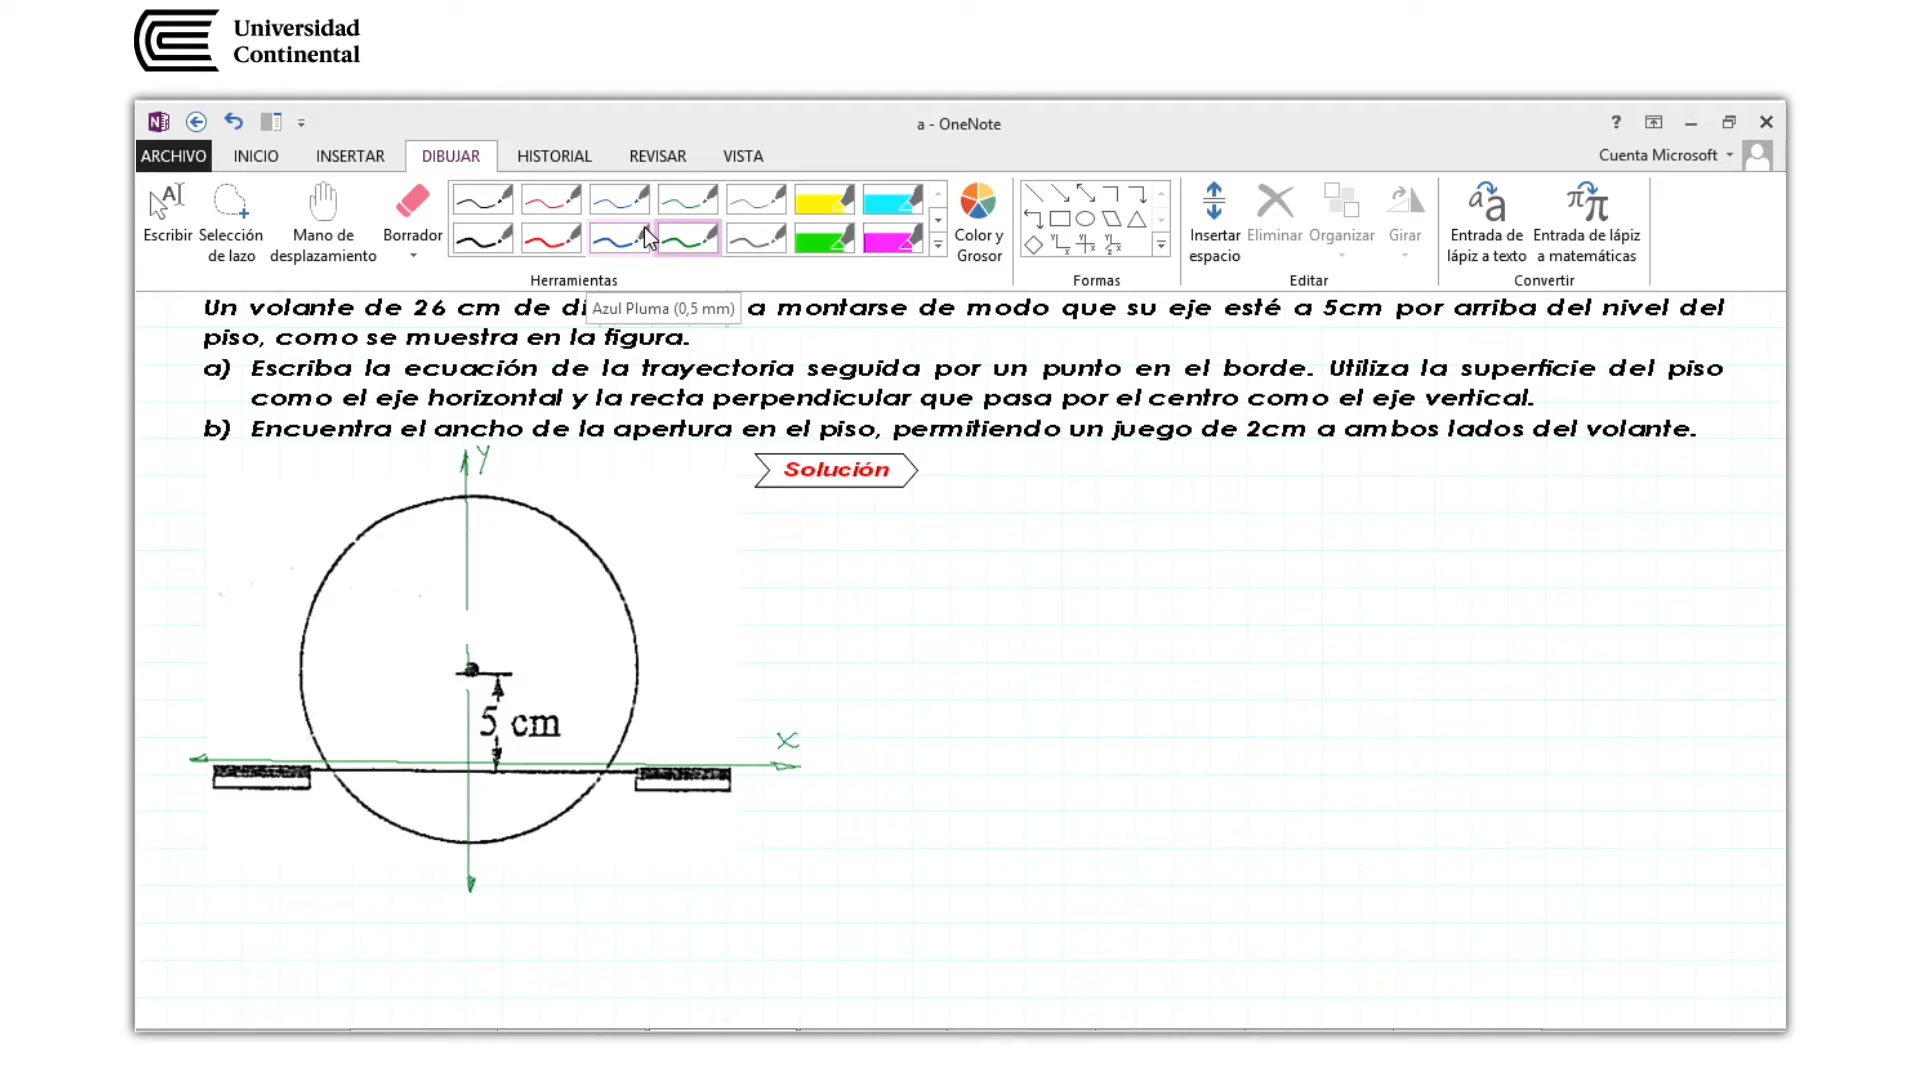 Universidad
Continental
a - OneNote
?
ARCHIVO INICIO INSERTAR DIBUJAR HISTORIAL REVISAR VISTA
Cuenta Microsoft
Escribir
Selección
de lazo
Mano de
desplazamiento
Borrador
Color y
Grosor
Insertar
espacio
Eliminar
Organizar
Girar
Entrada de
lápiz a texto
Entrada de lápiz
a matemáticas
Herramientas
Formas
Editar
Convertir
Azul Pluma (0,5 mm)
Un volante de 26 cm de di a montarse de modo que su eje esté a 5cm por arriba del nivel del
piso, como se muestra en la figura.
a) Escriba la ecuación de la trayectoria seguida por un punto en el borde. Utiliza la superficie del piso
como el eje horizontal y la recta perpendicular que pasa por el centro como el eje vertical.
b) Encuentra el ancho de la apertura en el piso, permitiendo un juego de 2cm a ambos lados del volante.
y
Solución
5 cm
x